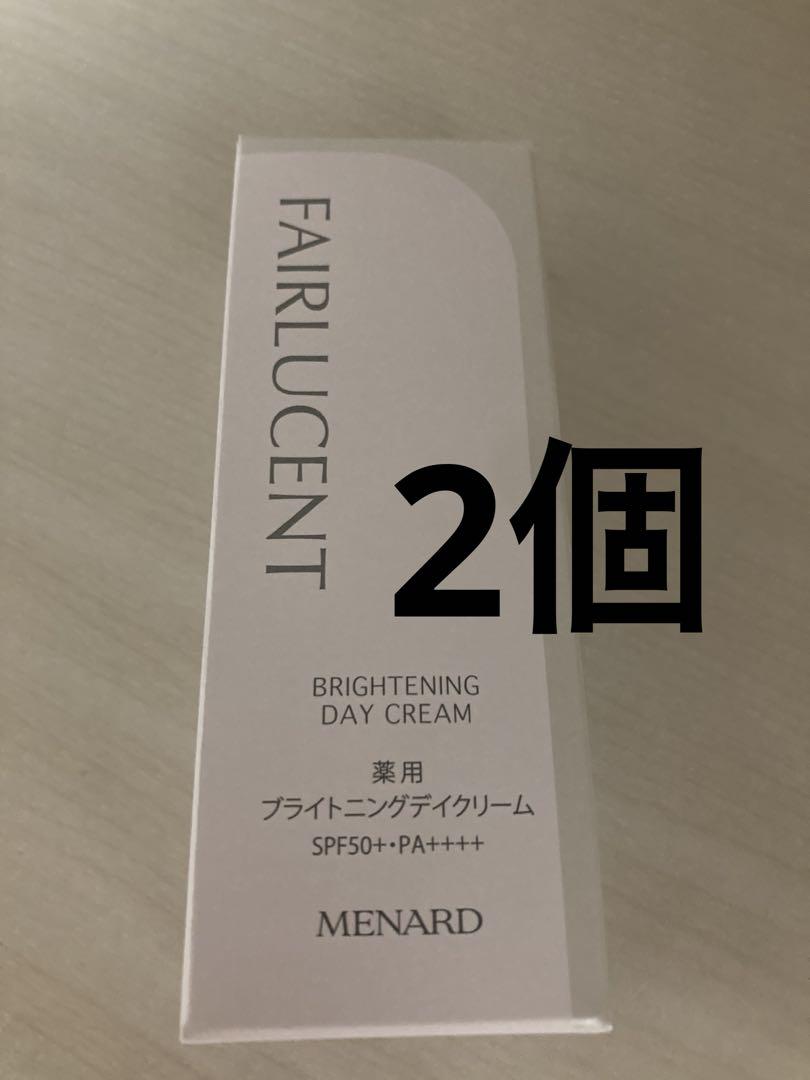 FAIRLUCENT
2個
BRIGHTENING
DAY CREAM
薬用
ブライトニングデイクリーム
SPF50+・PA++++
MENARD